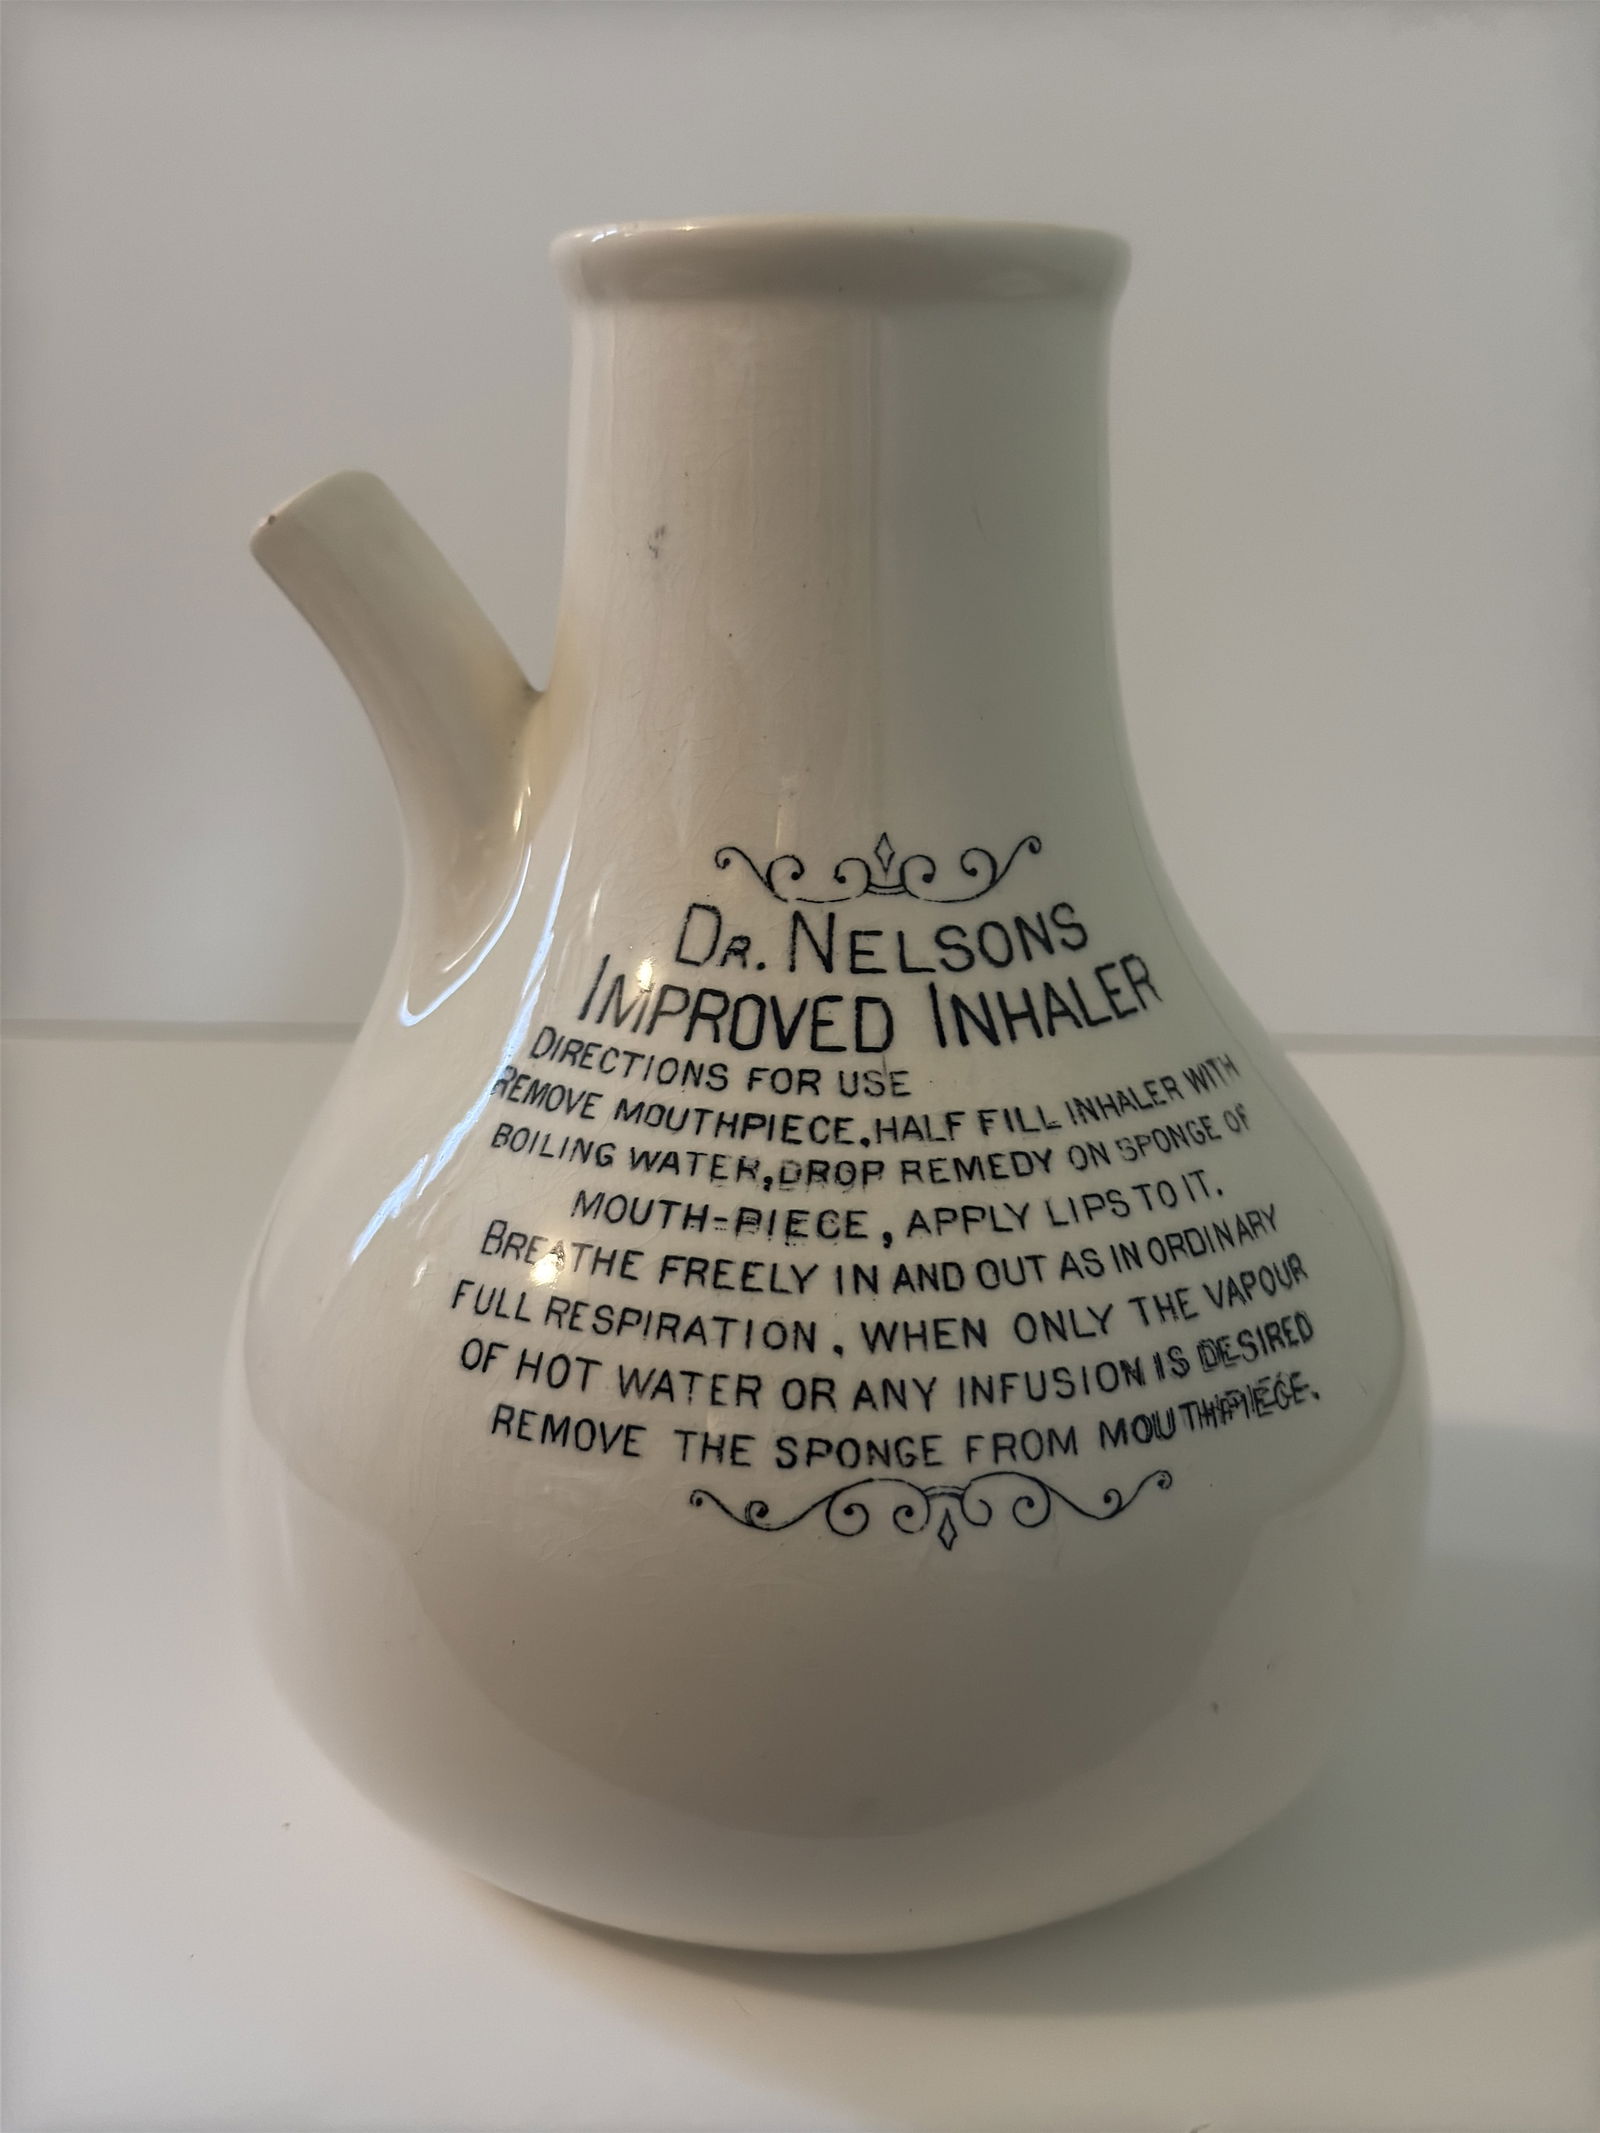 DR. NELSONS
IMPROVED INHALER
DIRECTIONS FOR USE
REMOVE MOUTHPIECE. HALF FILL INHALER WITH
BOILING WATER, DROP REMEDY ON SPONGE OF
MOUTH-PIECE, APPLY LIPS TO IT.
BREATHE FREELY IN AND OUT AS IN ORDINARY
FULL RESPIRATION. WHEN ONLY THE VAPOUR
OF HOT WATER OR ANY INFUSION IS DESIRED
REMOVE THE SPONGE FROM MOUTHPIECE.